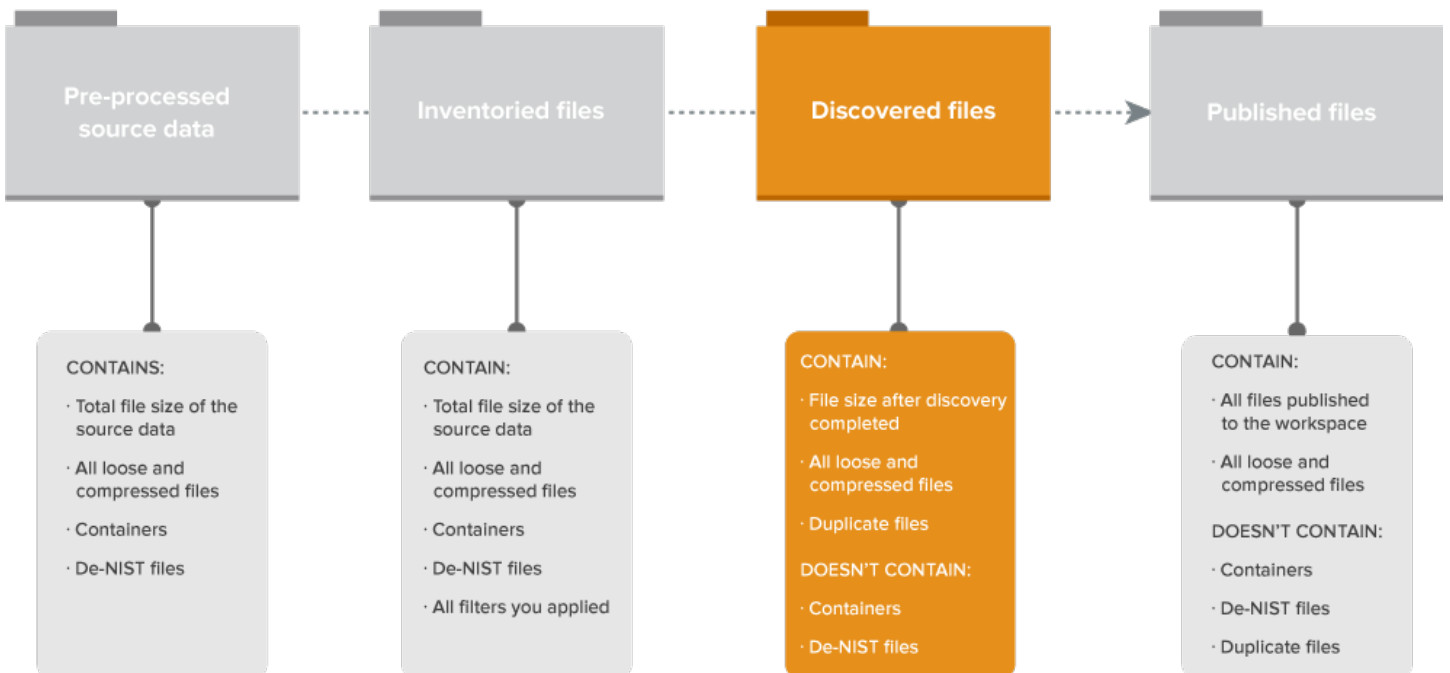 Pre-processed
source data
Inventoried files
Discovered files
Published files
CONTAINS:
· Total file size of the
source data
· All loose and
compressed files
· Containers
· De-NIST files
CONTAIN:
· Total file size of the
source data
· All loose and
compressed files
· Containers
· De-NIST files
· All filters you applied
CONTAIN:
· File size after discovery
completed
· All loose and
compressed files
· Duplicate files
DOESN'T CONTAIN:
· Containers
· De-NIST files
CONTAIN:
· All files published
to the workspace
· All loose and
compressed files
DOESN'T CONTAIN:
· Containers
· De-NIST files
· Duplicate files